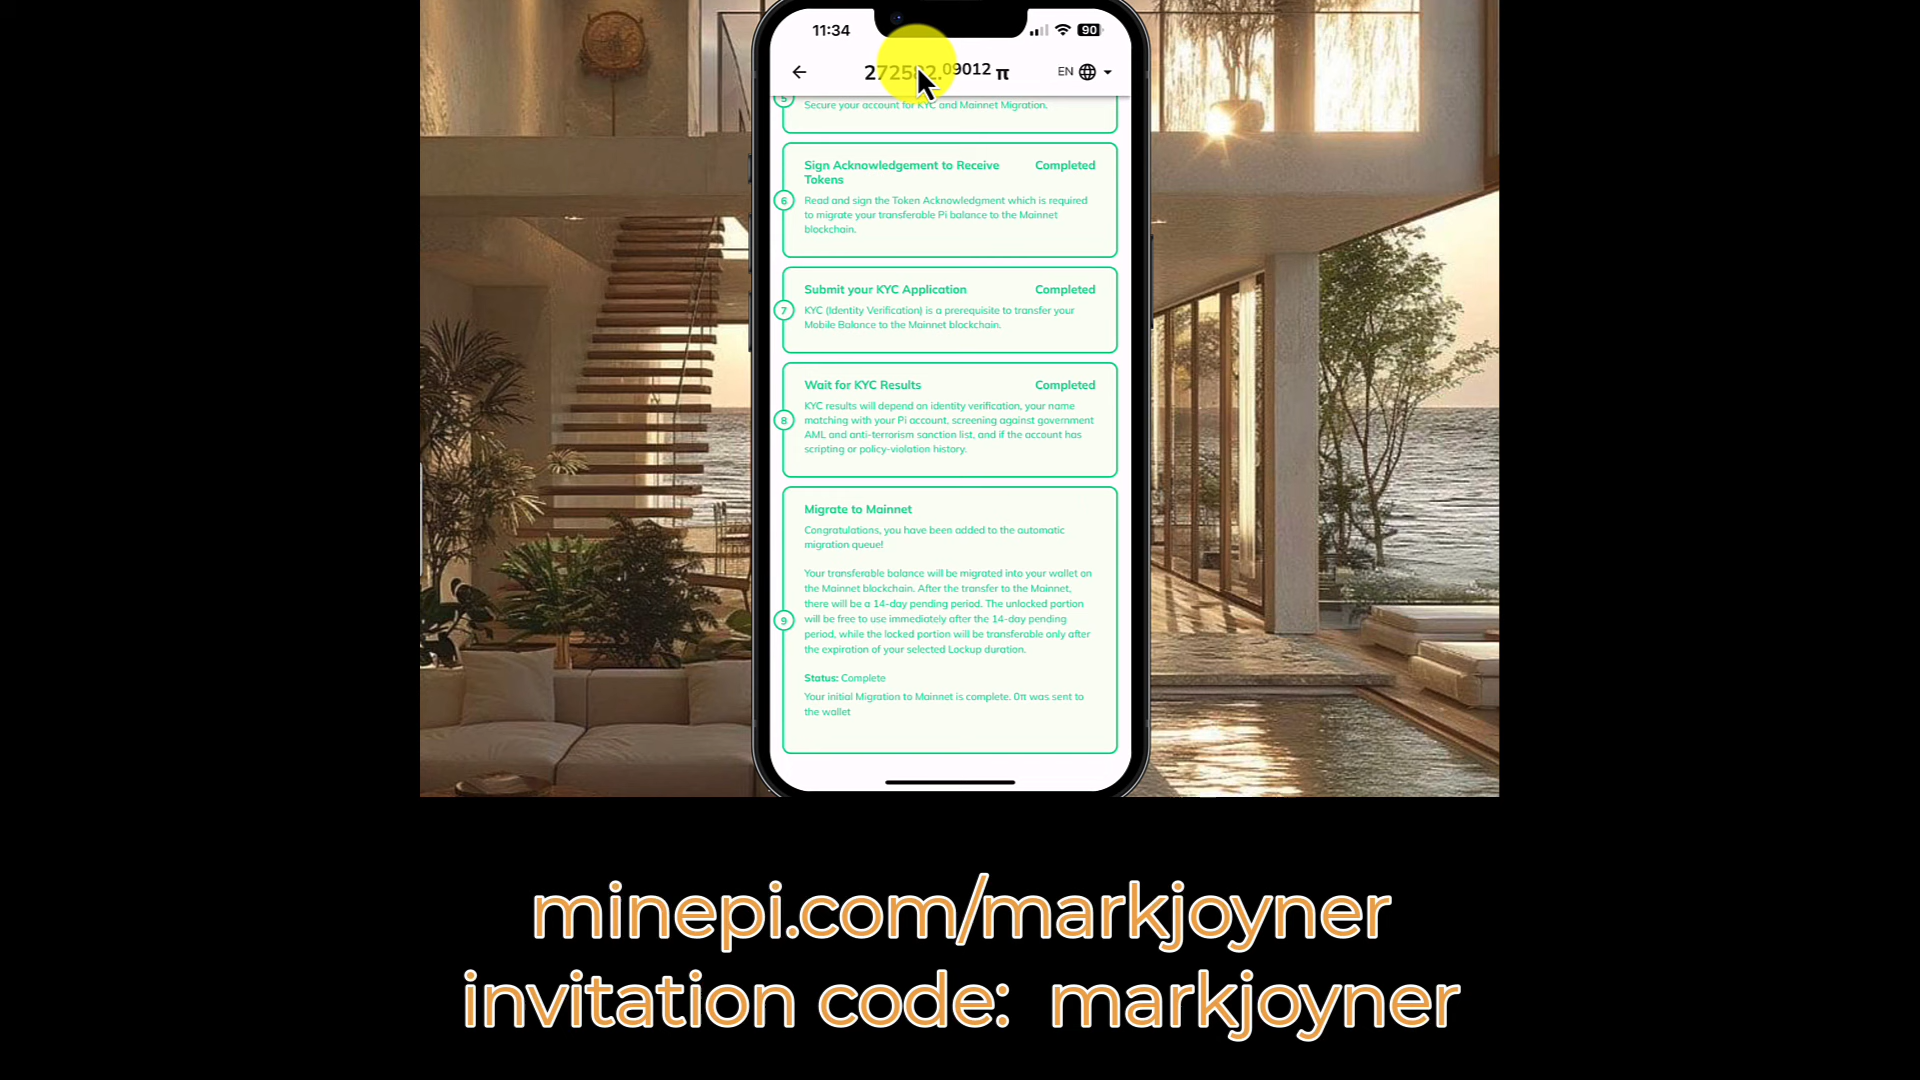 11:34
90
272582.09012 π
EN
5
Secure your account for KYC and Mainnet Migration.
Sign Acknowledgement to Receive Completed
Tokens
6
Read and sign the Token Acknowledgment which is required
to migrate your transferable Pi balance to the Mainnet
blockchain.
Submit your KYC Application Completed
7
KYC (Identity Verification) is a prerequisite to transfer your
Mobile Balance to the Mainnet blockchain.
Wait for KYC Results Completed
8
KYC results will depend on identity verification, your name
matching with your Pi account, screening against government
AML and anti-terrorism sanction list, and if the account has
scripting or policy-violation history.
Migrate to Mainnet
Congratulations, you have been added to the automatic
migration queue!
9
Your transferable balance will be migrated into your wallet on
the Mainnet blockchain. After the transfer to the Mainnet,
there will be a 14-day pending period. The unlocked portion
will be free to use immediately after the 14-day pending
period, while the locked portion will be transferable only after
the expiration of your selected Lockup duration.
Status: Complete
Your initial Migration to Mainnet is complete. 0π was sent to
the wallet
minepi.com/markjoyner
invitation code: markjoyner